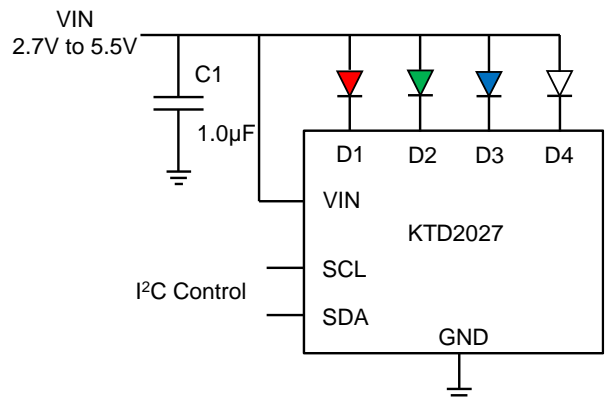 VIN
2.7V to 5.5V
C1
1.0µF
D1 D2 D3 D4
VIN
KTD2027
SCL
I²C Control
SDA
GND